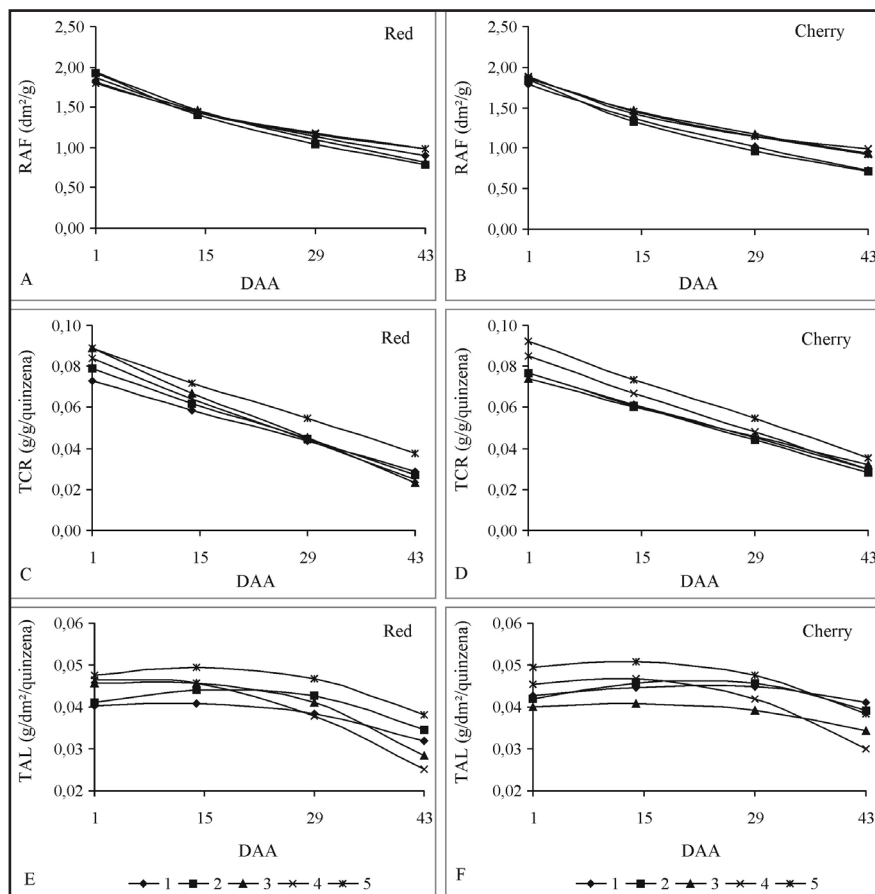 Red
2,50
2,00
1,50
1,00
0,50
0,00
RAF (dm²/g)
1 15 29 43
DAA
A
Cherry
2,50
2,00
1,50
1,00
0,50
0,00
RAF (dm²/g)
1 15 29 43
DAA
B
Red
0,10
0,08
0,06
0,04
0,02
0,00
TCR (g/g/quinzena)
1 15 29 43
DAA
C
Cherry
0,10
0,08
0,06
0,04
0,02
0,00
TCR (g/g/quinzena)
1 15 29 43
DAA
D
Red
0,06
0,05
0,04
0,03
0,02
TAL (g/dm²/quinzena)
1 15 29 43
DAA
E
Cherry
0,06
0,05
0,04
0,03
0,02
TAL (g/dm²/quinzena)
1 15 29 43
DAA
F
1 2 3 4 5